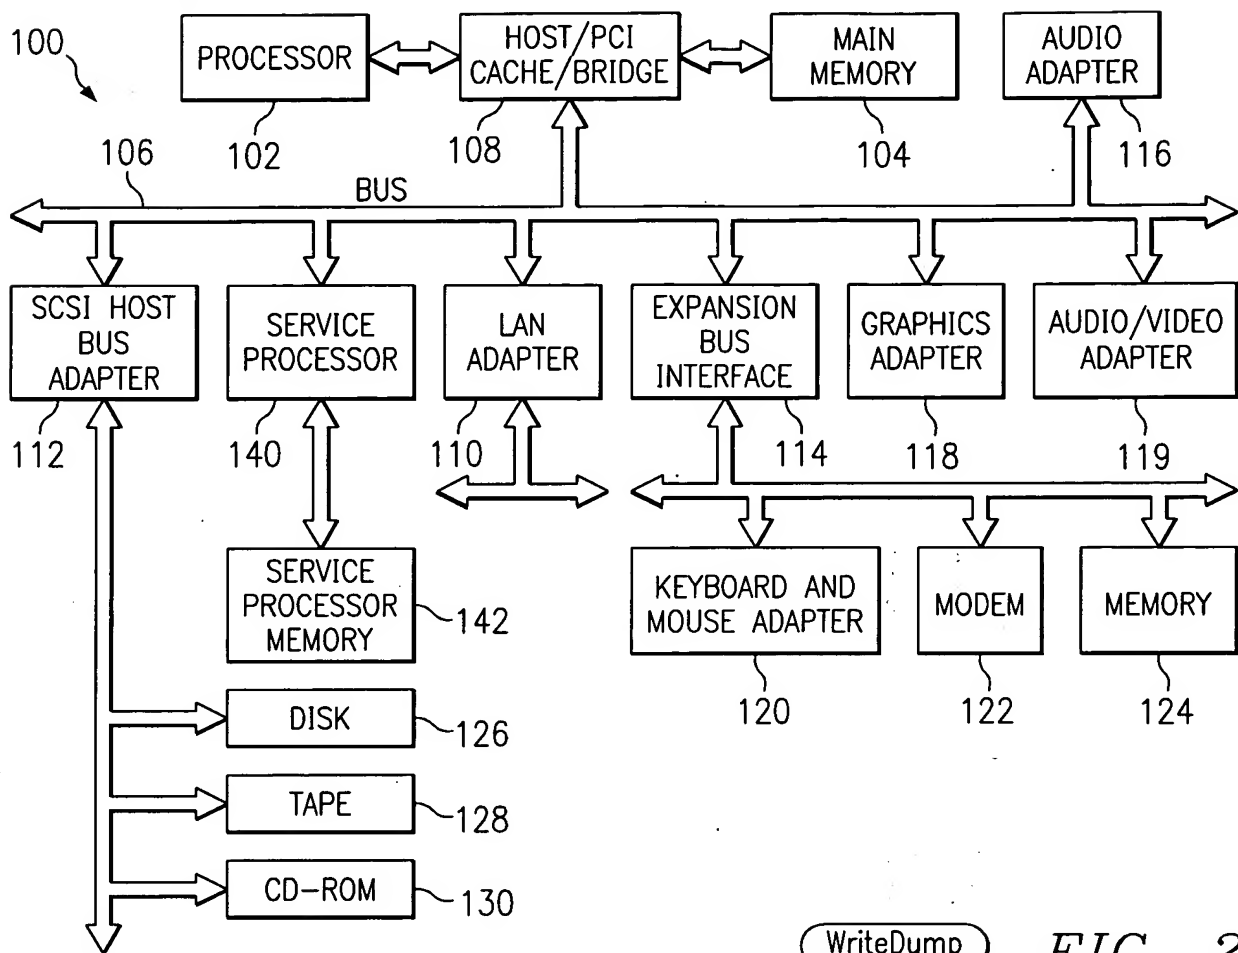 100
PROCESSOR
HOST/PCI
CACHE/BRIDGE
MAIN
MEMORY
AUDIO
ADAPTER
102
108
104
116
106
BUS
SCSI HOST
BUS
ADAPTER
SERVICE
PROCESSOR
LAN
ADAPTER
EXPANSION
BUS
INTERFACE
GRAPHICS
ADAPTER
AUDIO/VIDEO
ADAPTER
112
140
110
114
118
119
SERVICE
PROCESSOR
MEMORY
142
KEYBOARD AND
MOUSE ADAPTER
MODEM
MEMORY
120
122
124
DISK
126
TAPE
128
CD-ROM
130
WriteDump
FIG. 2